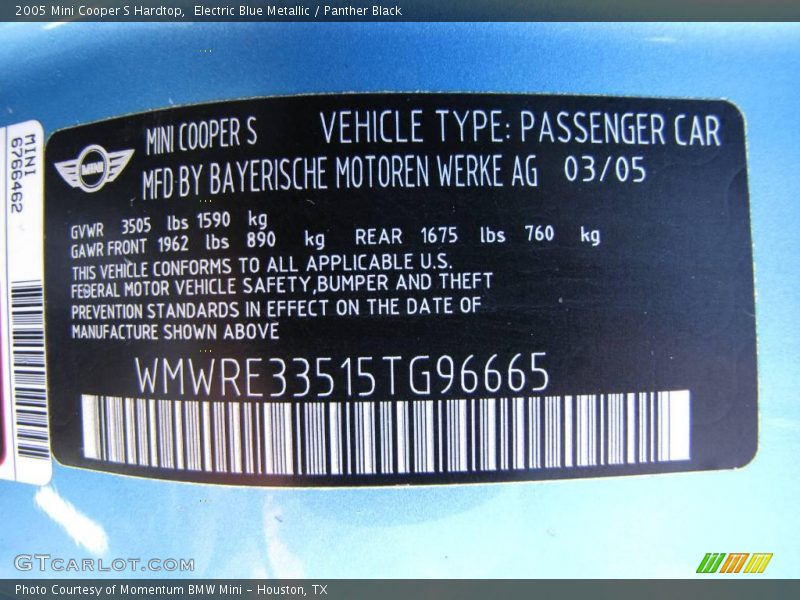 2005 Mini Cooper S Hardtop, Electric Blue Metallic / Panther Black
MINI
6766462
MINI
MINI COOPER S VEHICLE TYPE: PASSENGER CAR
MFD BY BAYERISCHE MOTOREN WERKE AG 03/05
GVWR 3505 lbs 1590 kg
GAWR FRONT 1962 lbs 890 kg REAR 1675 lbs 760 kg
THIS VEHICLE CONFORMS TO ALL APPLICABLE U.S.
FEDERAL MOTOR VEHICLE SAFETY,BUMPER AND THEFT
PREVENTION STANDARDS IN EFFECT ON THE DATE OF
MANUFACTURE SHOWN ABOVE
WMWRE33515TG96665
GTCARLOT.COM
Photo Courtesy of Momentum BMW Mini - Houston, TX